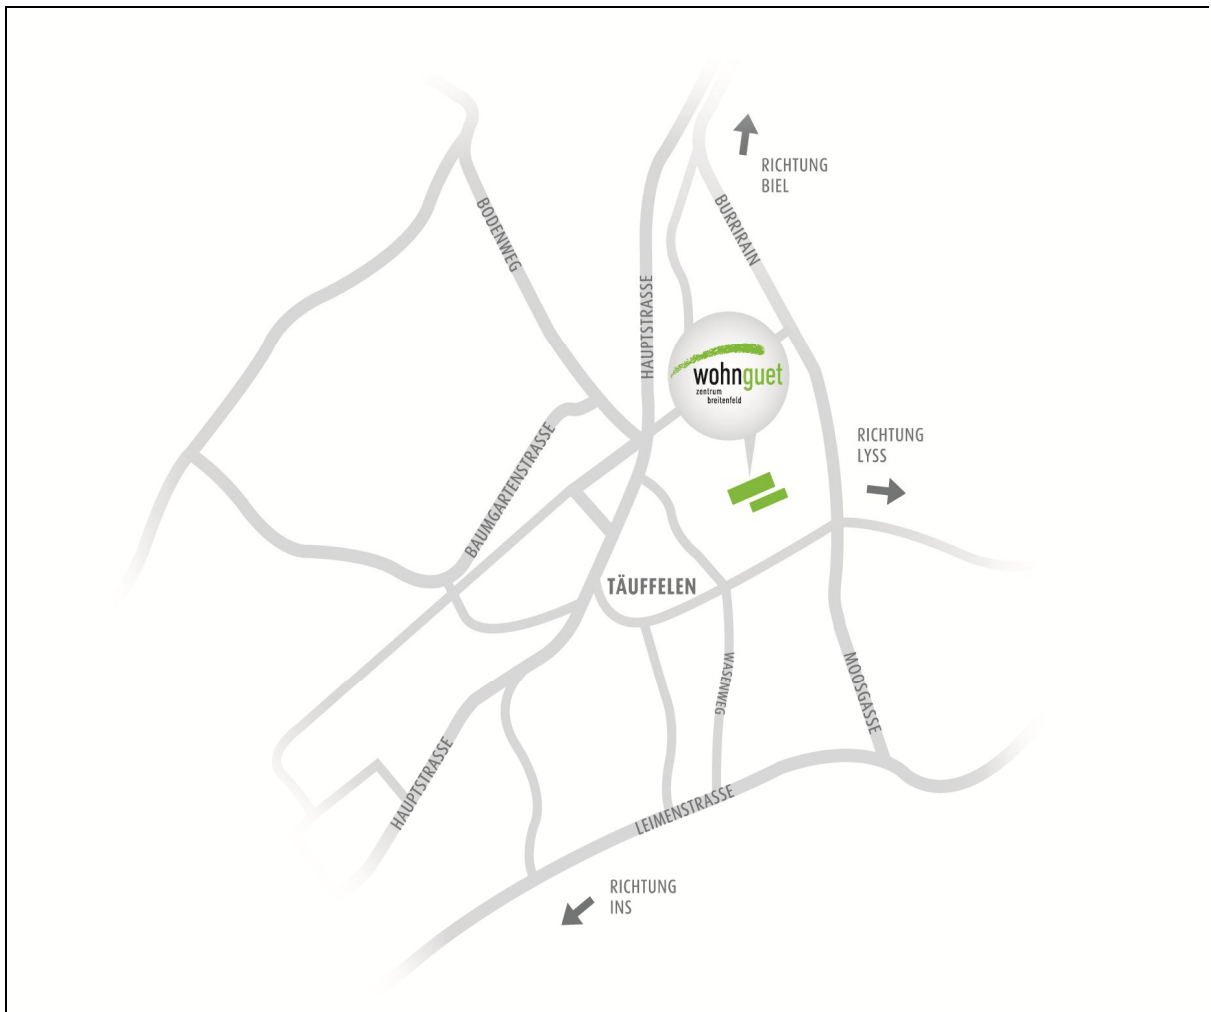 RICHTUNG
BIEL
BODENWEG
BURRIRAIN
HAUPTSTRASSE
wohnguet
zentrum
breitenfeld
RICHTUNG
LYSS
BAUMGARTENSTRASSE
TÄUFFELEN
WASENWEG
MOOSGASSE
HAUPTSTRASSE
LEIMENSTRASSE
RICHTUNG
INS